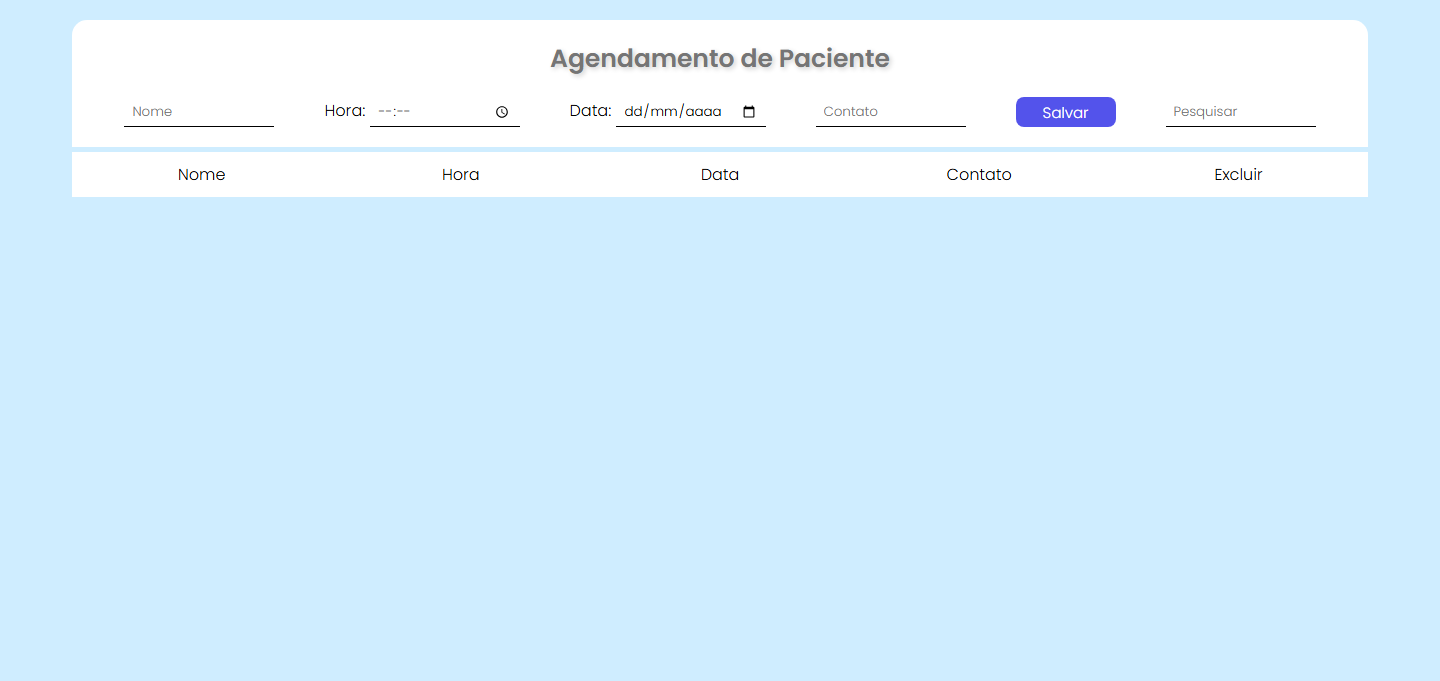 Agendamento de Paciente
Nome Hora: --:-- Data: dd/mm/aaaa Contato Salvar Pesquisar
Nome Hora Data Contato Excluir